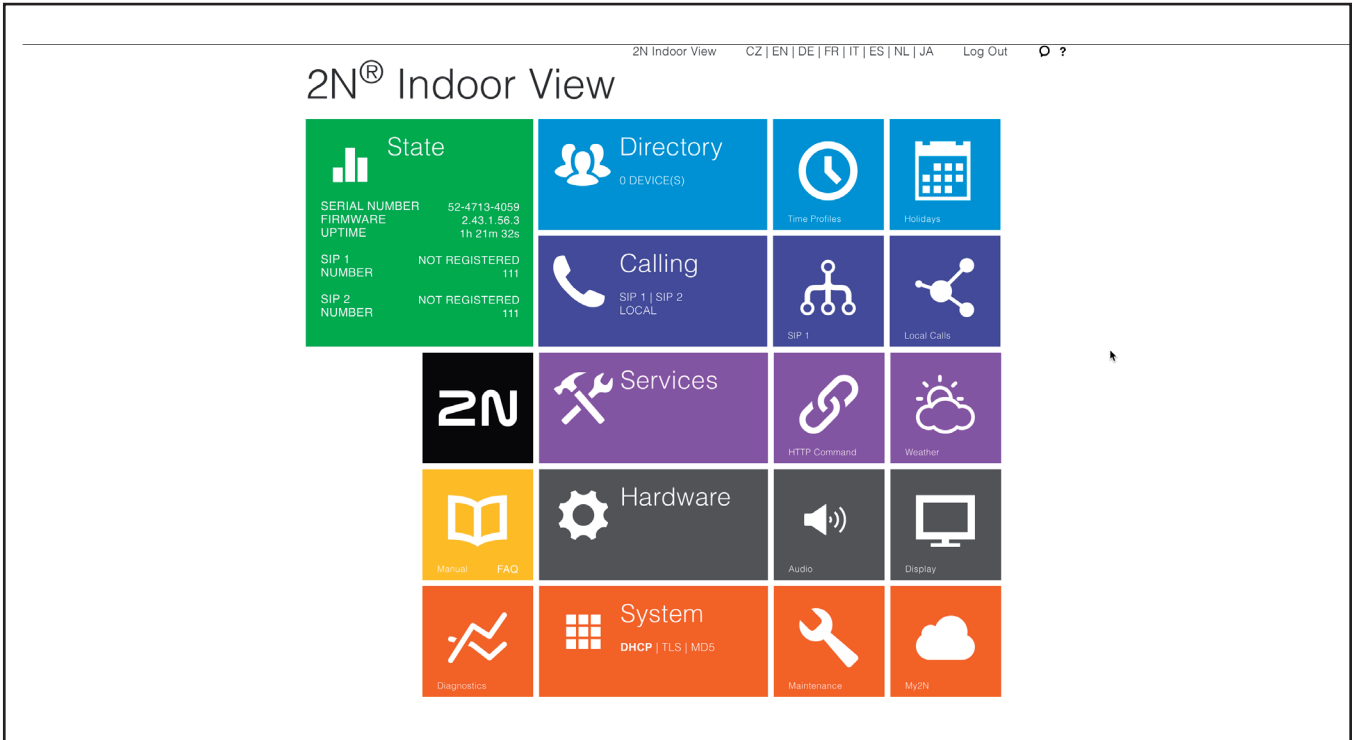 2N Indoor View CZ | EN | DE | FR | IT | ES | NL | JA Log Out ?
2N® Indoor View
State
SERIAL NUMBER 52-4713-4059
FIRMWARE 2.43.1.56.3
UPTIME 1h 21m 32s
SIP 1 NOT REGISTERED
NUMBER 111
SIP 2 NOT REGISTERED
NUMBER 111
Directory
0 DEVICE(S)
Time Profiles
Holidays
Calling
SIP 1 | SIP 2
LOCAL
SIP 1
Local Calls
2N
Services
HTTP Command
Weather
Manual FAQ
Hardware
Audio
Display
Diagnostics
System
DHCP | TLS | MD5
Maintenance
My2N